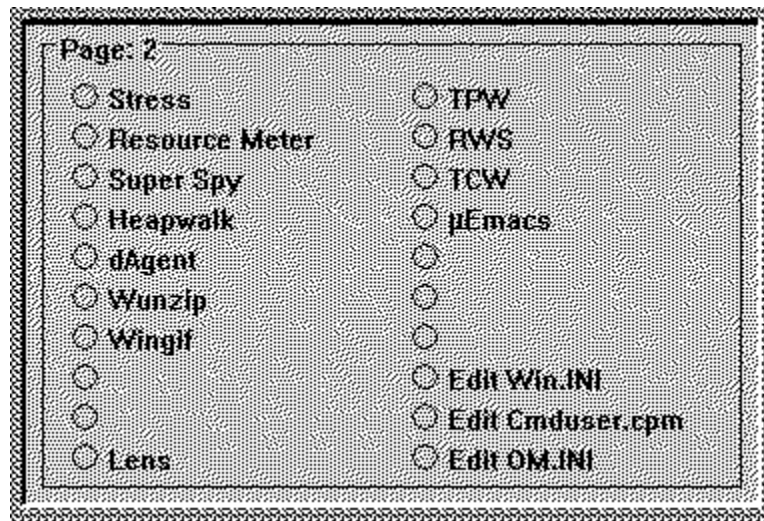 Page: 2
Stress
Resource Meter
Super Spy
Heapwalk
dAgent
Wunzip
Wingif
Lens
TPW
RWS
TCW
µEmacs
Edit Win.INI
Edit Cmduser.cpm
Edit OM.INI